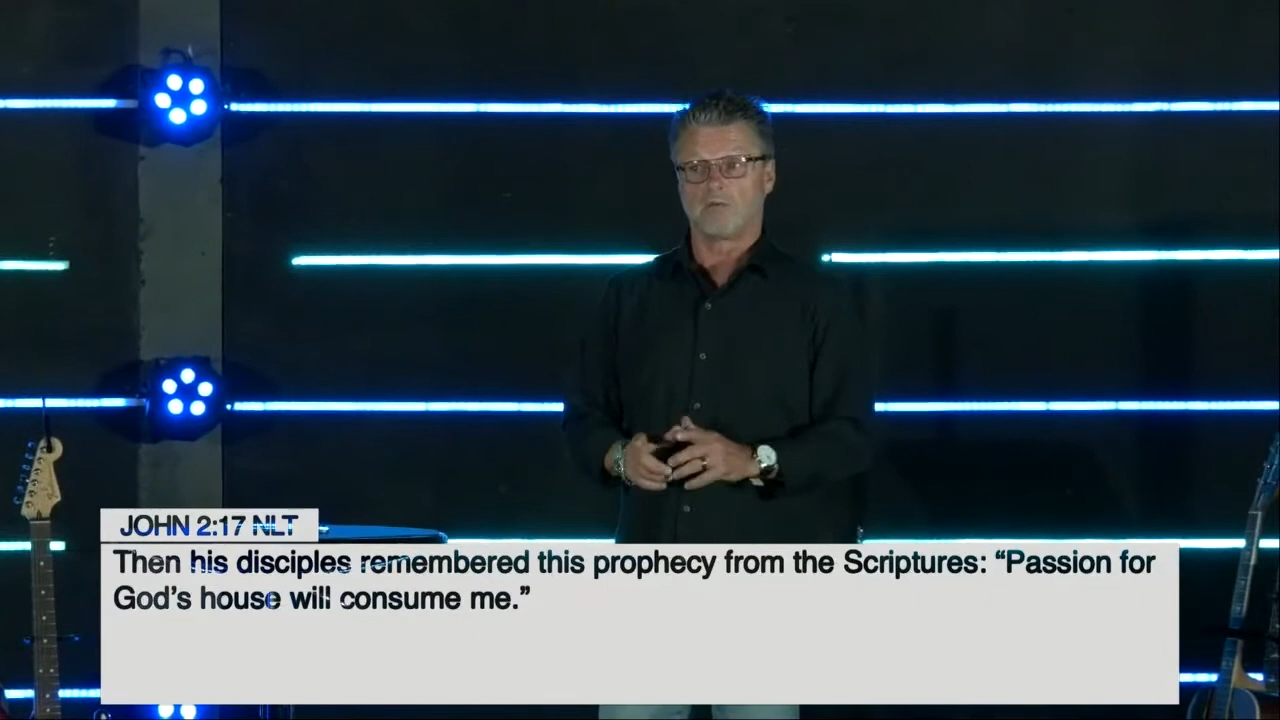 JOHN 2:17 NLT
Then his disciples remembered this prophecy from the Scriptures: “Passion for
God’s house will consume me.”